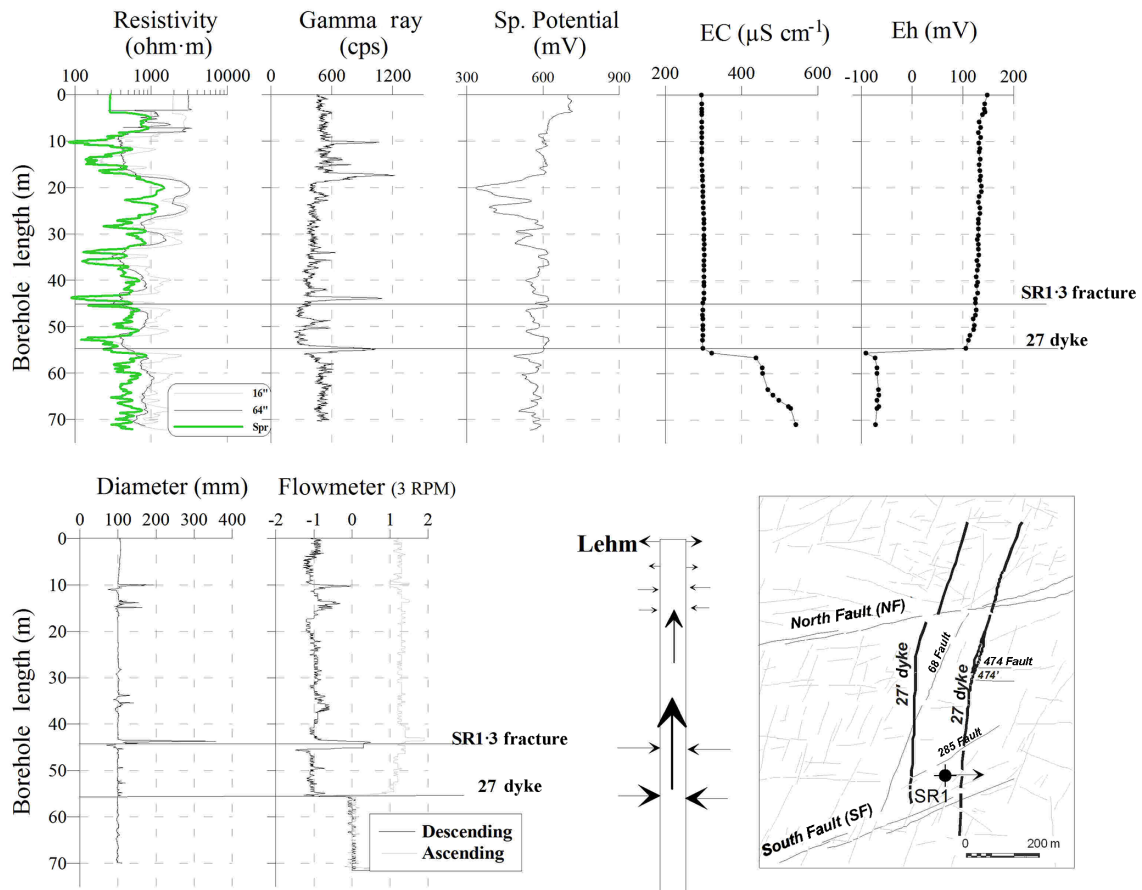 Resistivity
(ohm·m)
Gamma ray
(cps)
Sp. Potential
(mV)
EC (µS cm⁻¹)
Eh (mV)
100 1000 10000
0 600 1200
300 600 900
200 400 600
-100 0 100 200
0
10
20
30
40
50
60
70
Borehole length (m)
16"
64"
Spr
SR1·3 fracture
27 dyke
Diameter (mm)
Flowmeter (3 RPM)
0 100 200 300 400
-2 -1 0 1 2
0
10
20
30
40
50
60
70
Borehole length (m)
SR1·3 fracture
27 dyke
Descending
Ascending
Lehm
North Fault (NF)
27' dyke
68 Fault
27 dyke
474 Fault
474'
285 Fault
SR1
South Fault (SF)
0 200 m